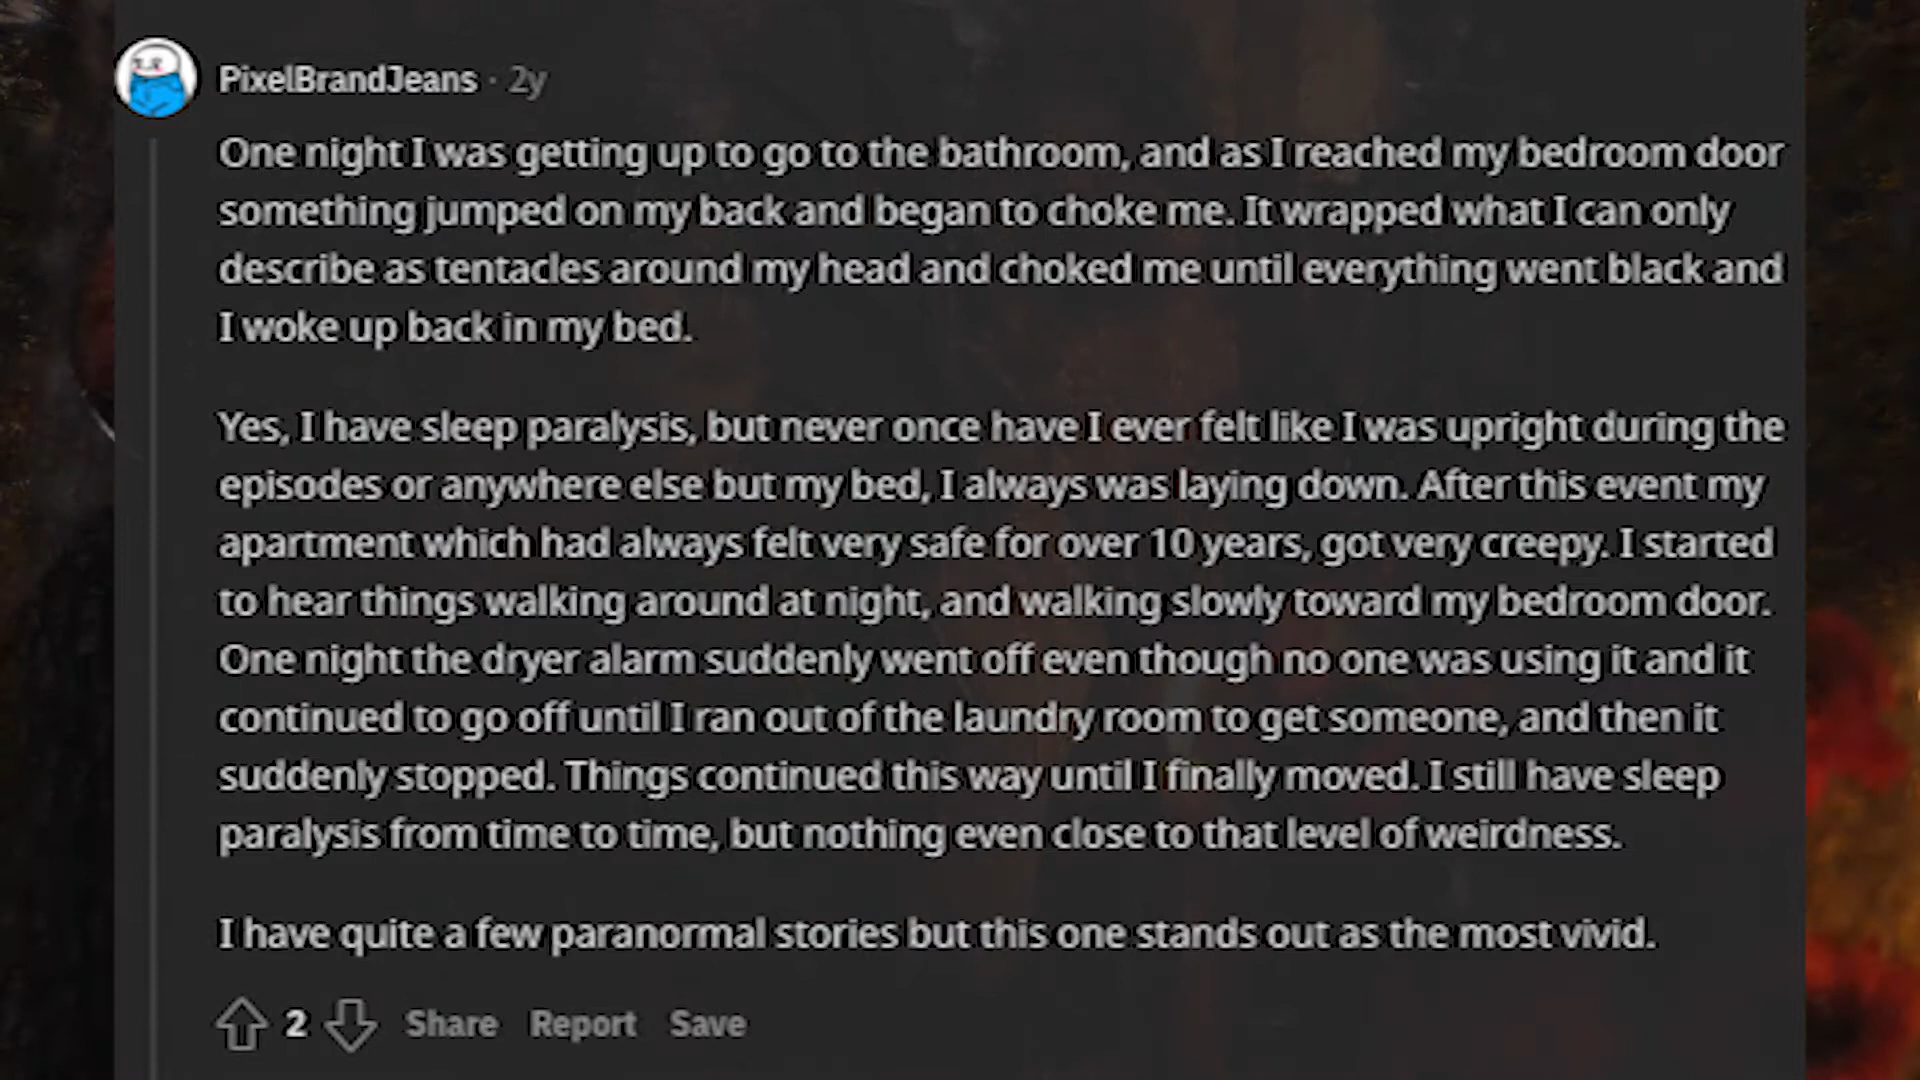 PixelBrandJeans · 2y
One night I was getting up to go to the bathroom, and as I reached my bedroom door
something jumped on my back and began to choke me. It wrapped what I can only
describe as tentacles around my head and choked me until everything went black and
I woke up back in my bed.
Yes, I have sleep paralysis, but never once have I ever felt like I was upright during the
episodes or anywhere else but my bed, I always was laying down. After this event my
apartment which had always felt very safe for over 10 years, got very creepy. I started
to hear things walking around at night, and walking slowly toward my bedroom door.
One night the dryer alarm suddenly went off even though no one was using it and it
continued to go off until I ran out of the laundry room to get someone, and then it
suddenly stopped. Things continued this way until I finally moved. I still have sleep
paralysis from time to time, but nothing even close to that level of weirdness.
I have quite a few paranormal stories but this one stands out as the most vivid.
2 Share Report Save